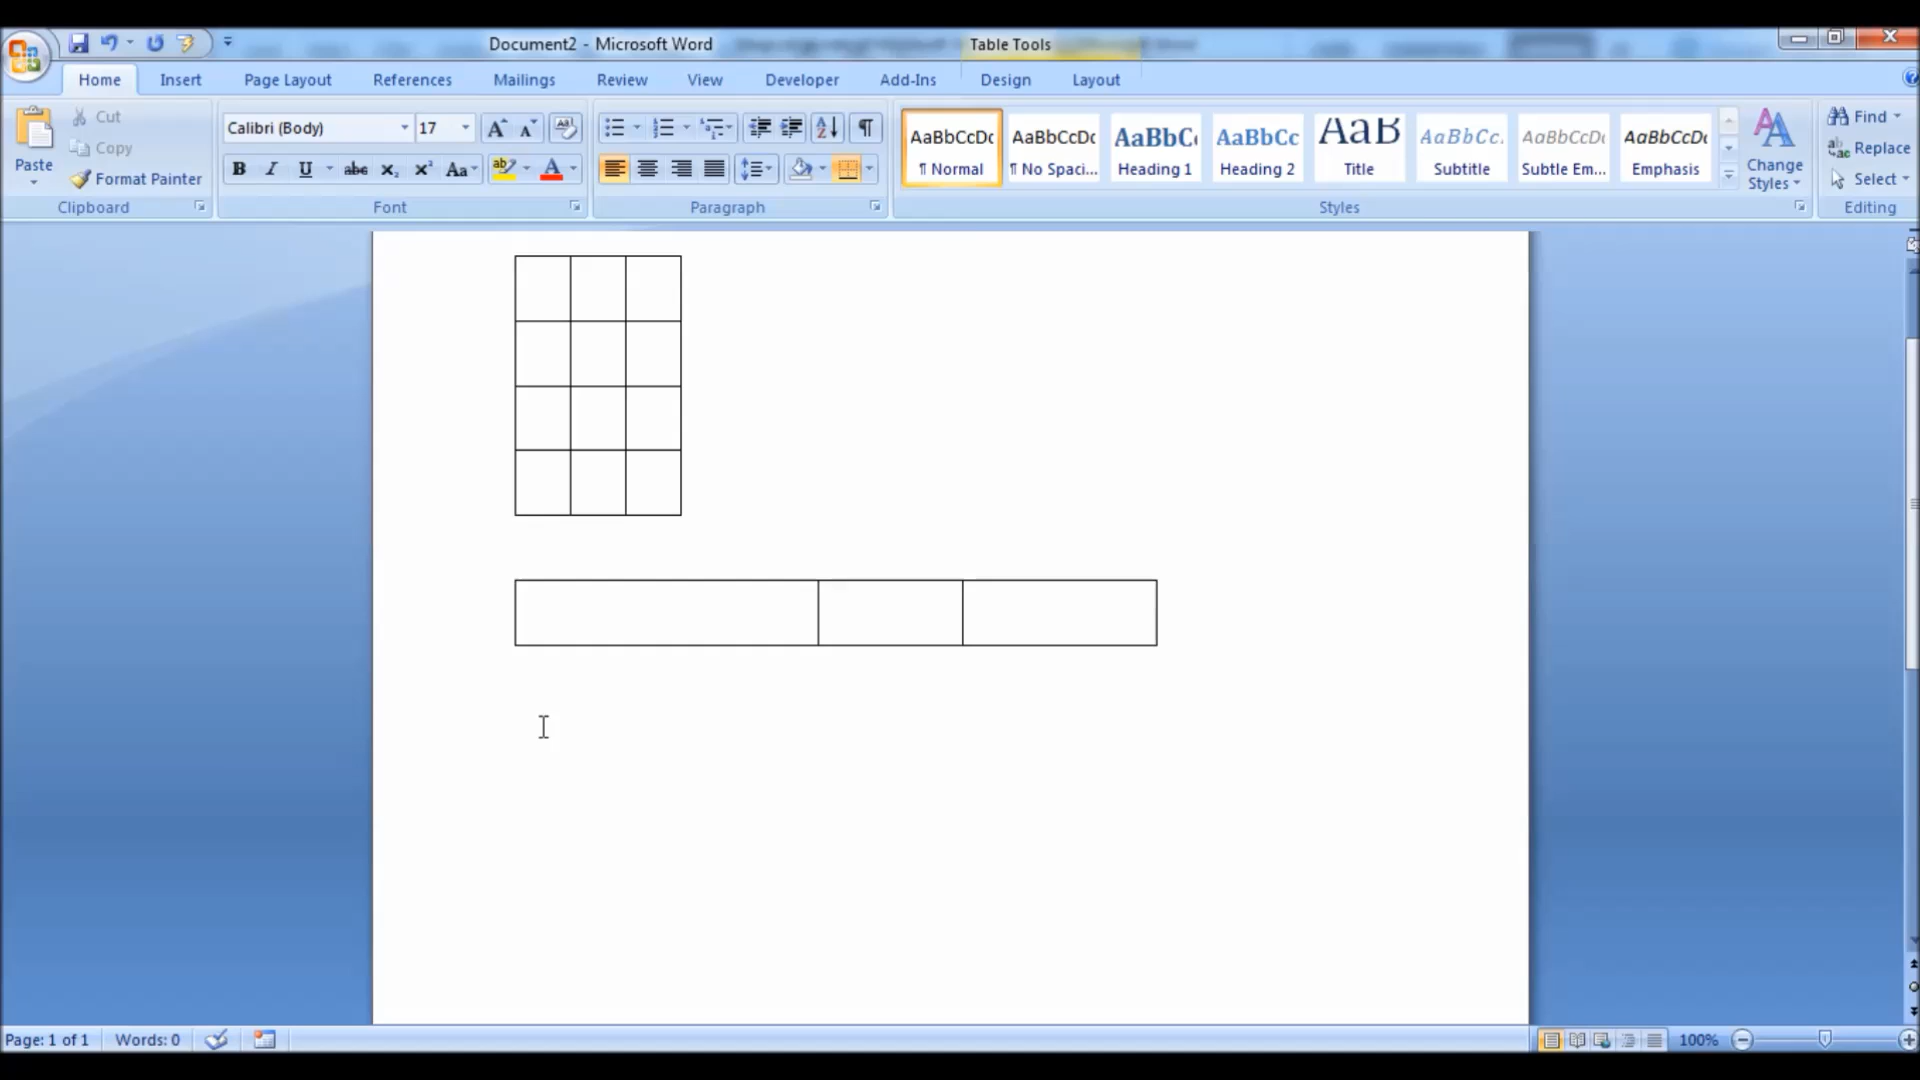 Document2 - Microsoft Word
Table Tools
Home Insert Page Layout References Mailings Review View Developer Add-Ins Design Layout
Paste
Cut
Copy
Format Painter
Clipboard
Calibri (Body) 17
Font
Paragraph
AaBbCcDc AaBbCcDc AaBbC AaBbCc AaB AaBbCc. AaBbCcDc AaBbCcDc
¶ Normal ¶ No Spaci... Heading 1 Heading 2 Title Subtitle Subtle Em... Emphasis
Change
Styles
Styles
Find
Replace
Select
Editing
Page: 1 of 1 Words: 0 100%